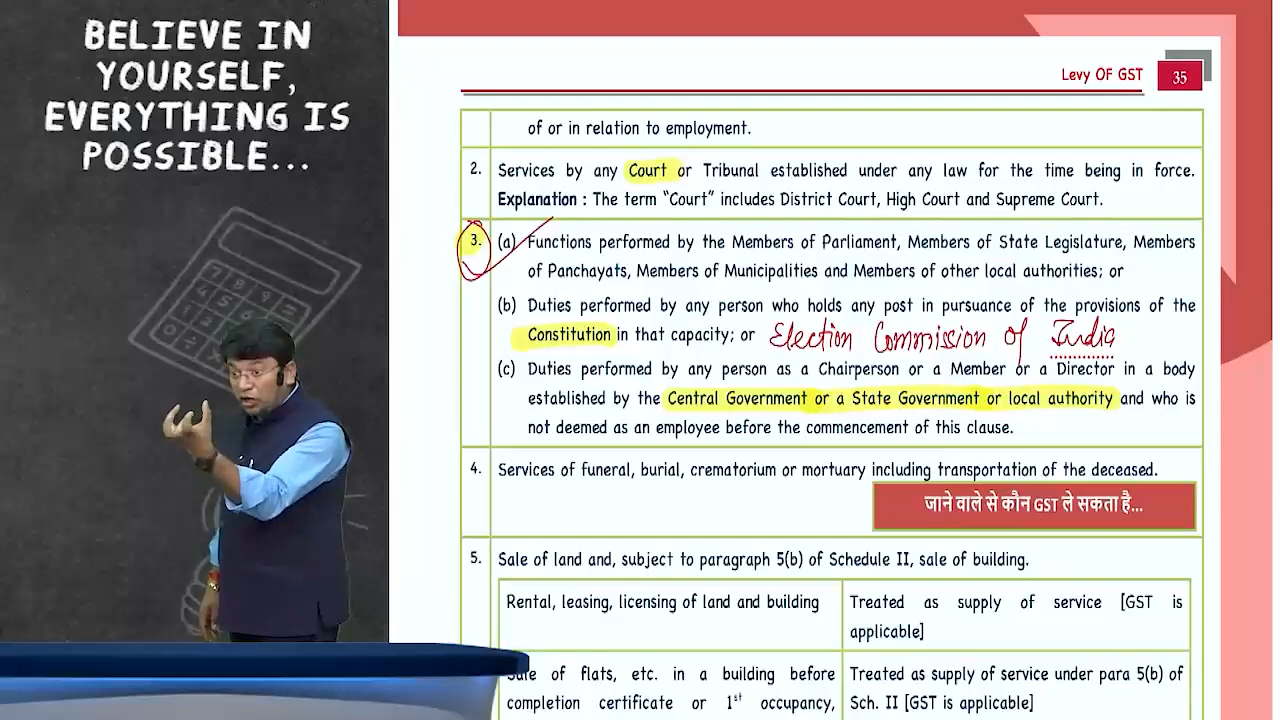 BELIEVE IN
YOURSELF,
EVERYTHING IS
POSSIBLE...
Levy OF GST 35
of or in relation to employment.
2. Services by any Court or Tribunal established under any law for the time being in force.
Explanation : The term “Court” includes District Court, High Court and Supreme Court.
3. (a) Functions performed by the Members of Parliament, Members of State Legislature, Members
of Panchayats, Members of Municipalities and Members of other local authorities; or
(b) Duties performed by any person who holds any post in pursuance of the provisions of the
Constitution in that capacity; or Election Commission of India
(c) Duties performed by any person as a Chairperson or a Member or a Director in a body
established by the Central Government or a State Government or local authority and who is
not deemed as an employee before the commencement of this clause.
4. Services of funeral, burial, crematorium or mortuary including transportation of the deceased.
जाने वाले से कौन GST ले सकता है...
5. Sale of land and, subject to paragraph 5(b) of Schedule II, sale of building.
Rental, leasing, licensing of land and building
Treated as supply of service [GST is
applicable]
Sale of flats, etc. in a building before
completion certificate or 1st occupancy,
Treated as supply of service under para 5(b) of
Sch. II [GST is applicable]